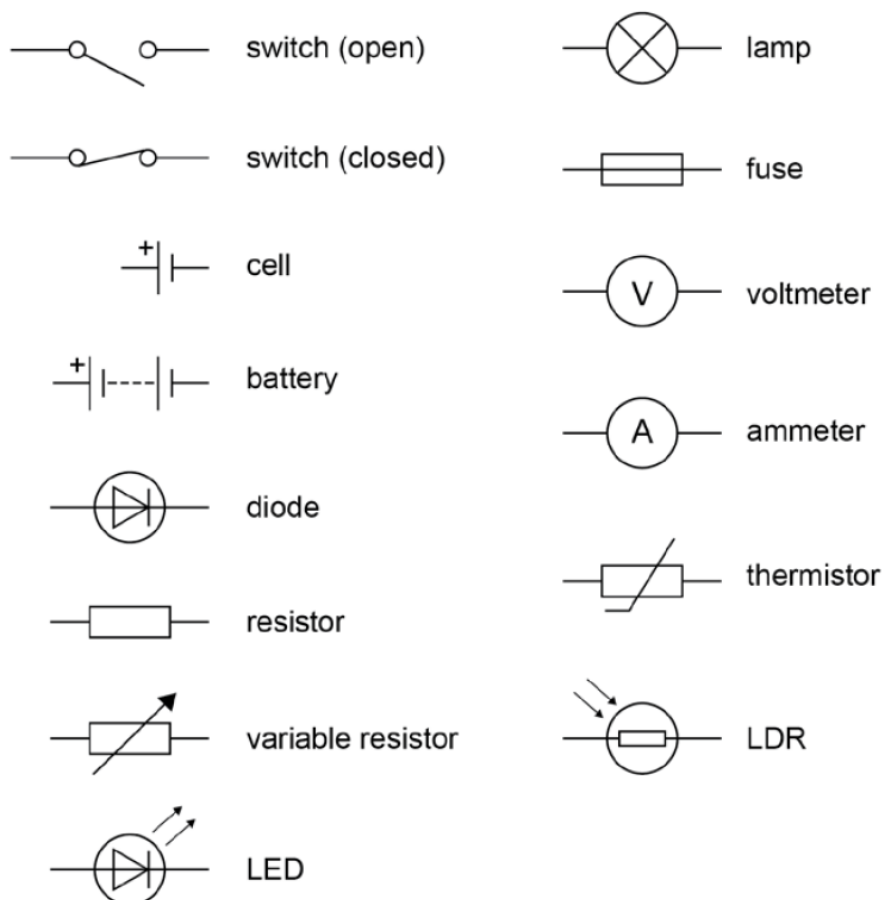 switch (open)
switch (closed)
+
cell
+
battery
diode
resistor
variable resistor
LED
lamp
fuse
V
voltmeter
A
ammeter
thermistor
LDR